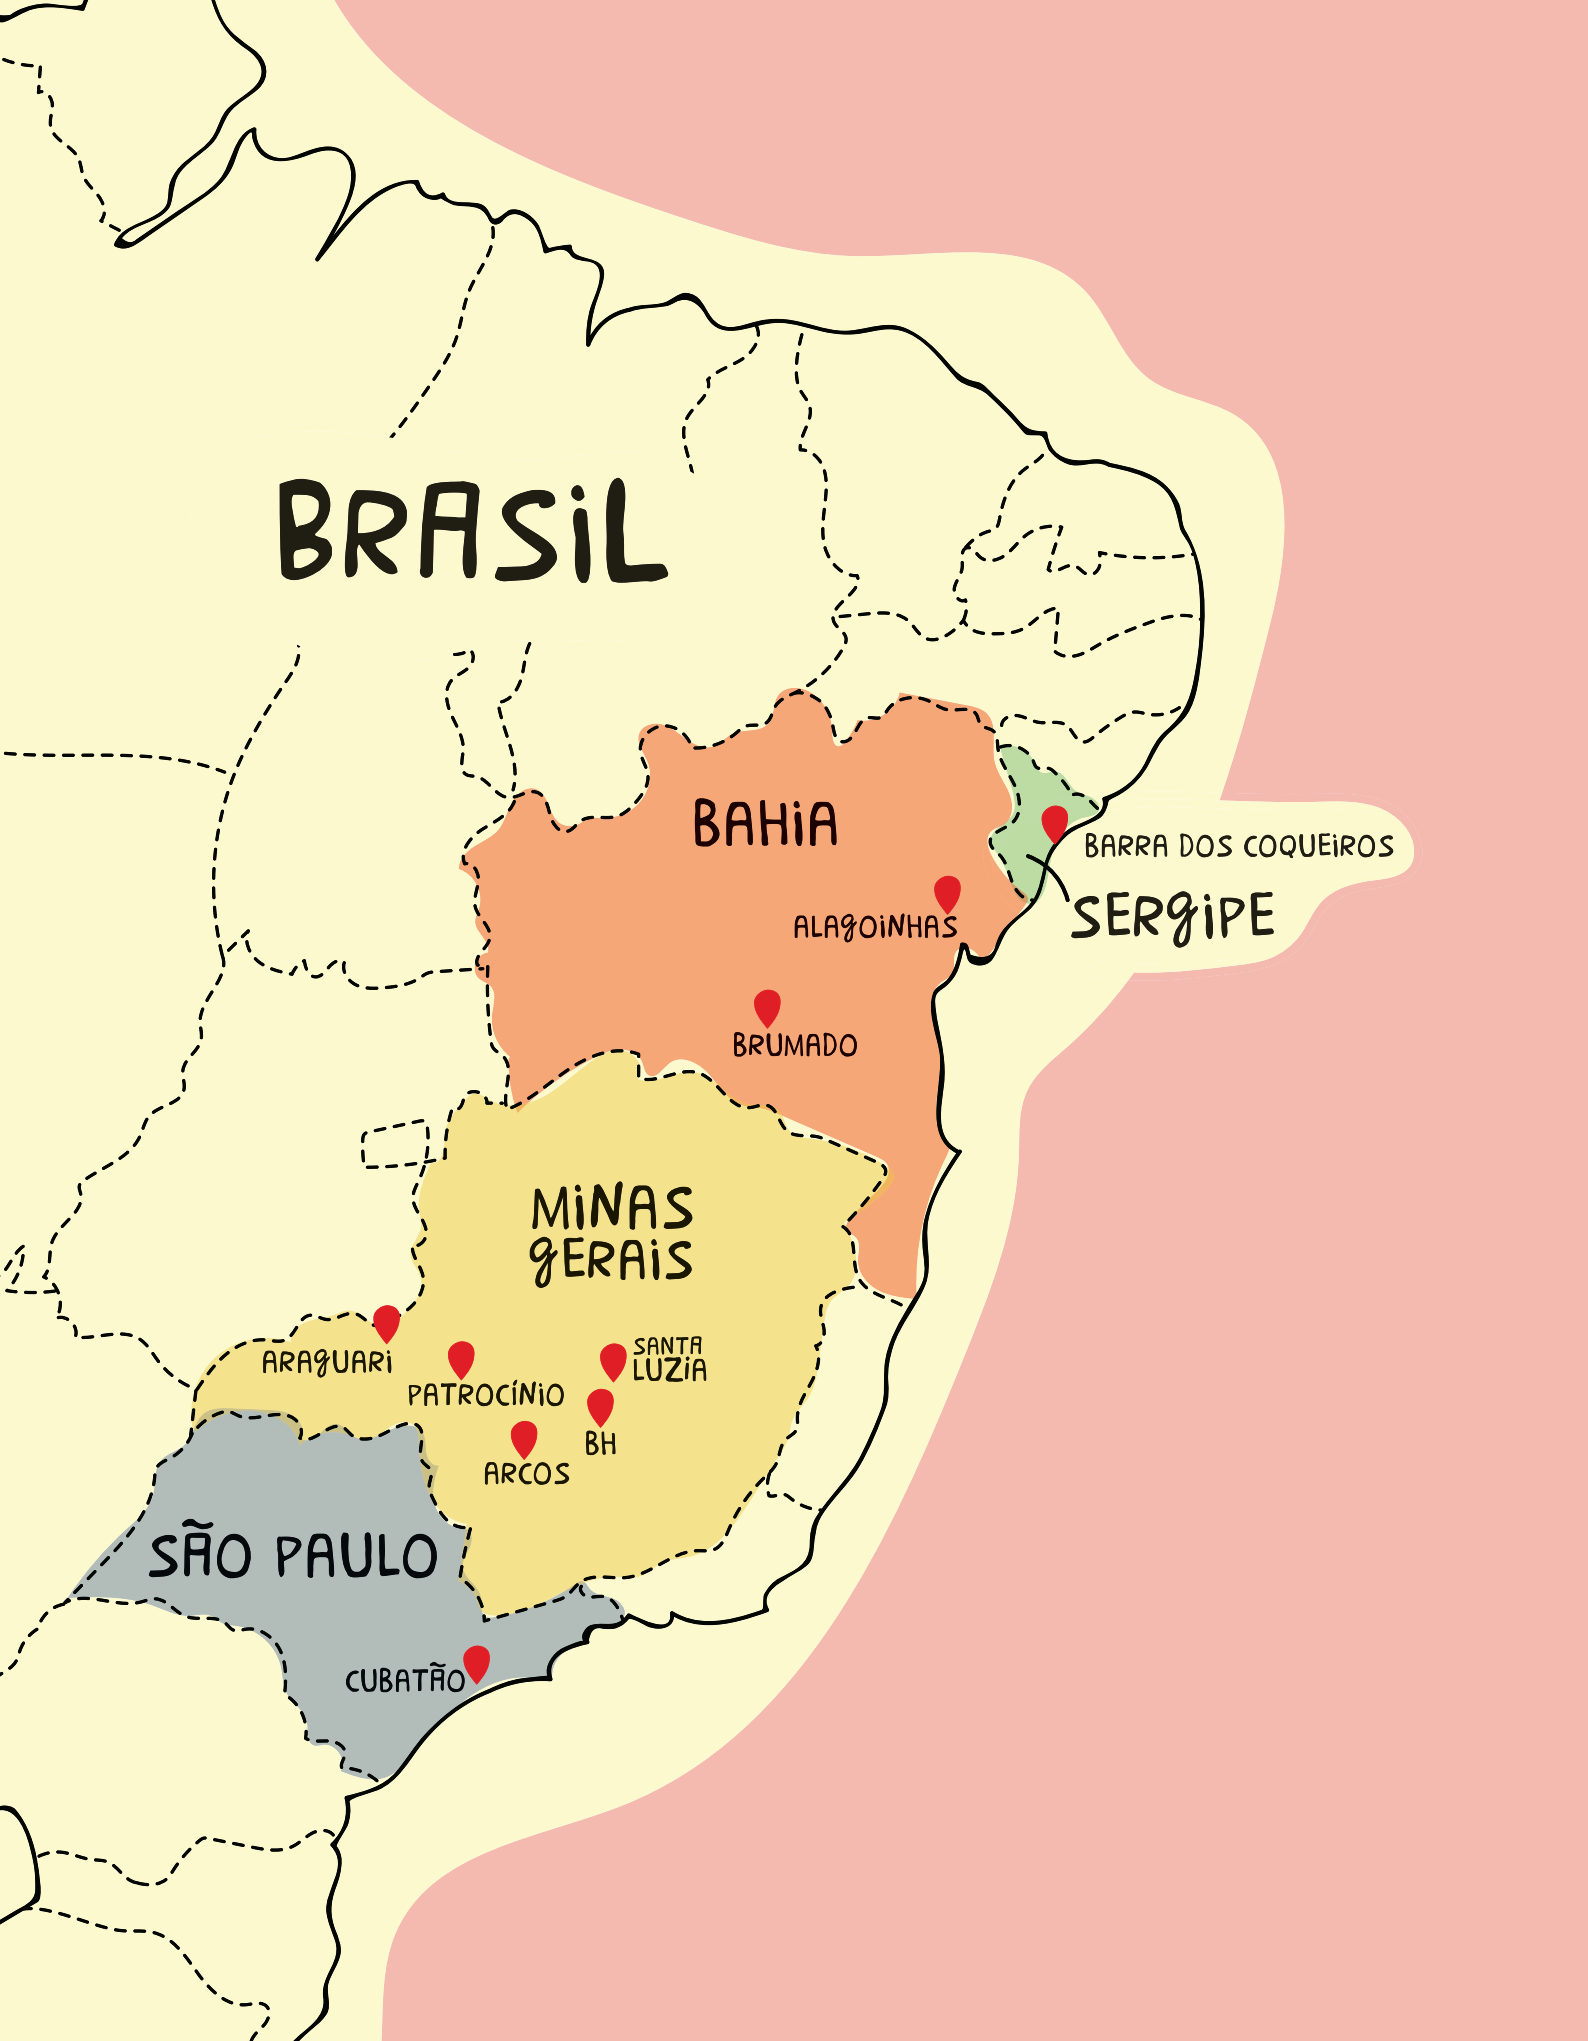 BRASiL
BAHiA
BARRA DOS COQUEiROS
SERgiPE
ALAgOiNHAS
BRUMADO
MiNAS
gERAiS
ARAgUARi
PATROCÍNiO
SANTA
LUZiA
BH
ARCOS
SÃO PAULO
CUBATÃO